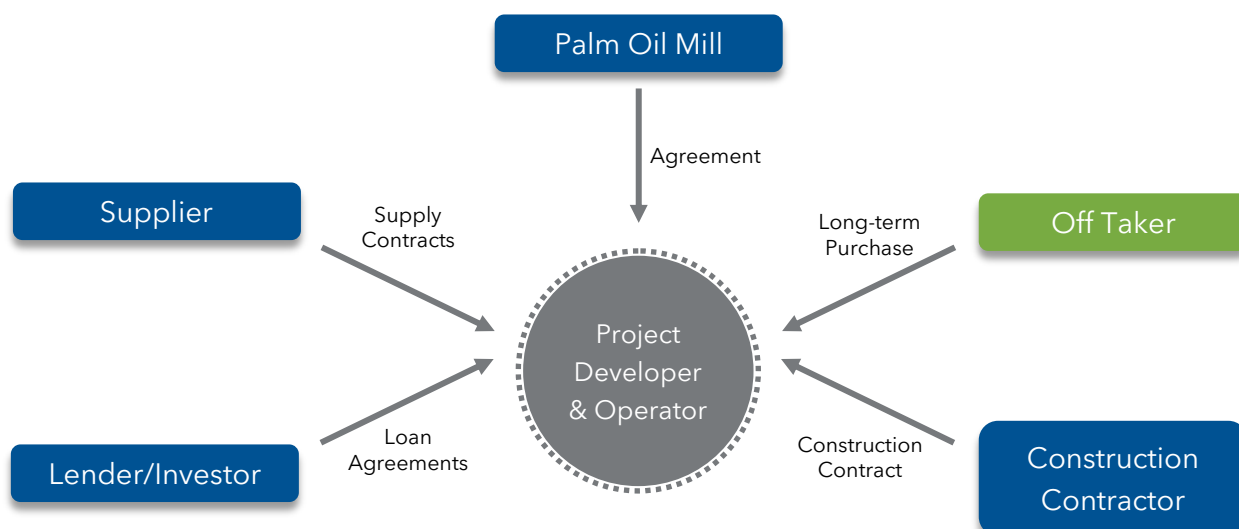 Palm Oil Mill
Agreement
Supplier
Supply
Contracts
Long-term
Purchase
Off Taker
Project
Developer
& Operator
Lender/Investor
Loan
Agreements
Construction
Contract
Construction
Contractor